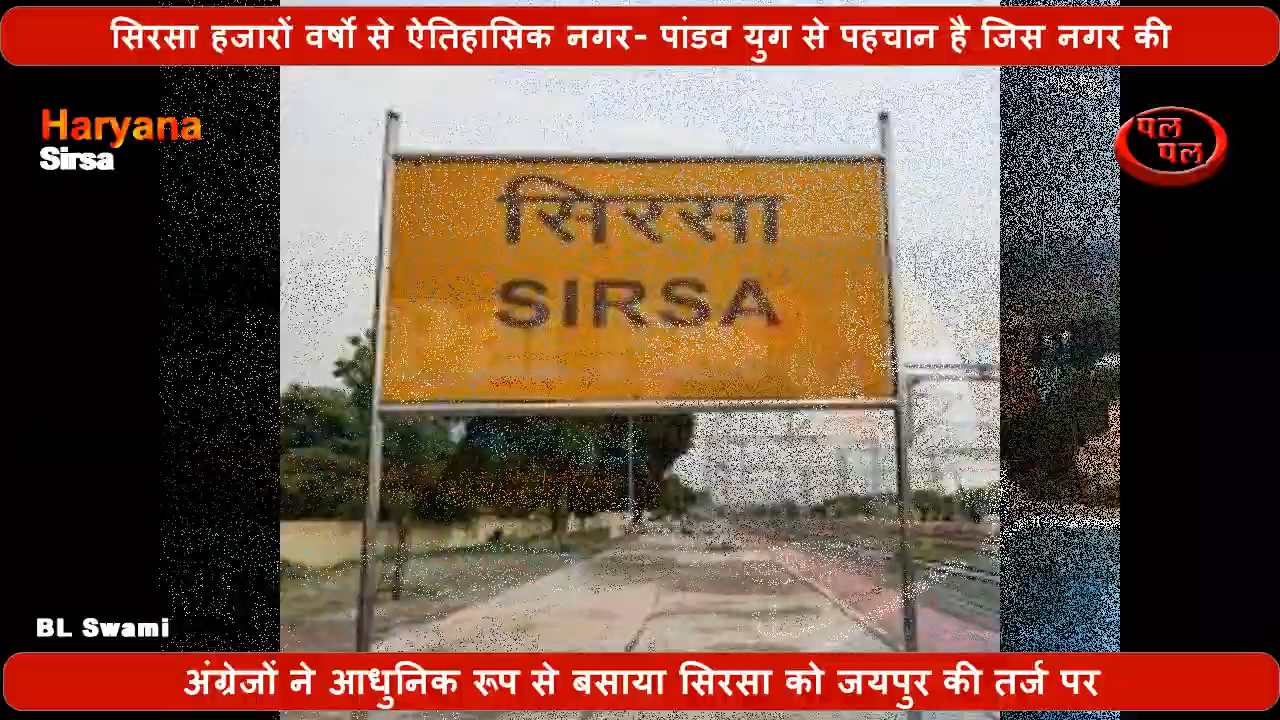 सिरसा हजारों वर्षो से ऐतिहासिक नगर- पांडव युग से पहचान है जिस नगर की
Haryana
Sirsa
पल
पल
सिरसा
SIRSA
BL Swami
अंग्रेजों ने आधुनिक रूप से बसाया सिरसा को जयपुर की तर्ज पर